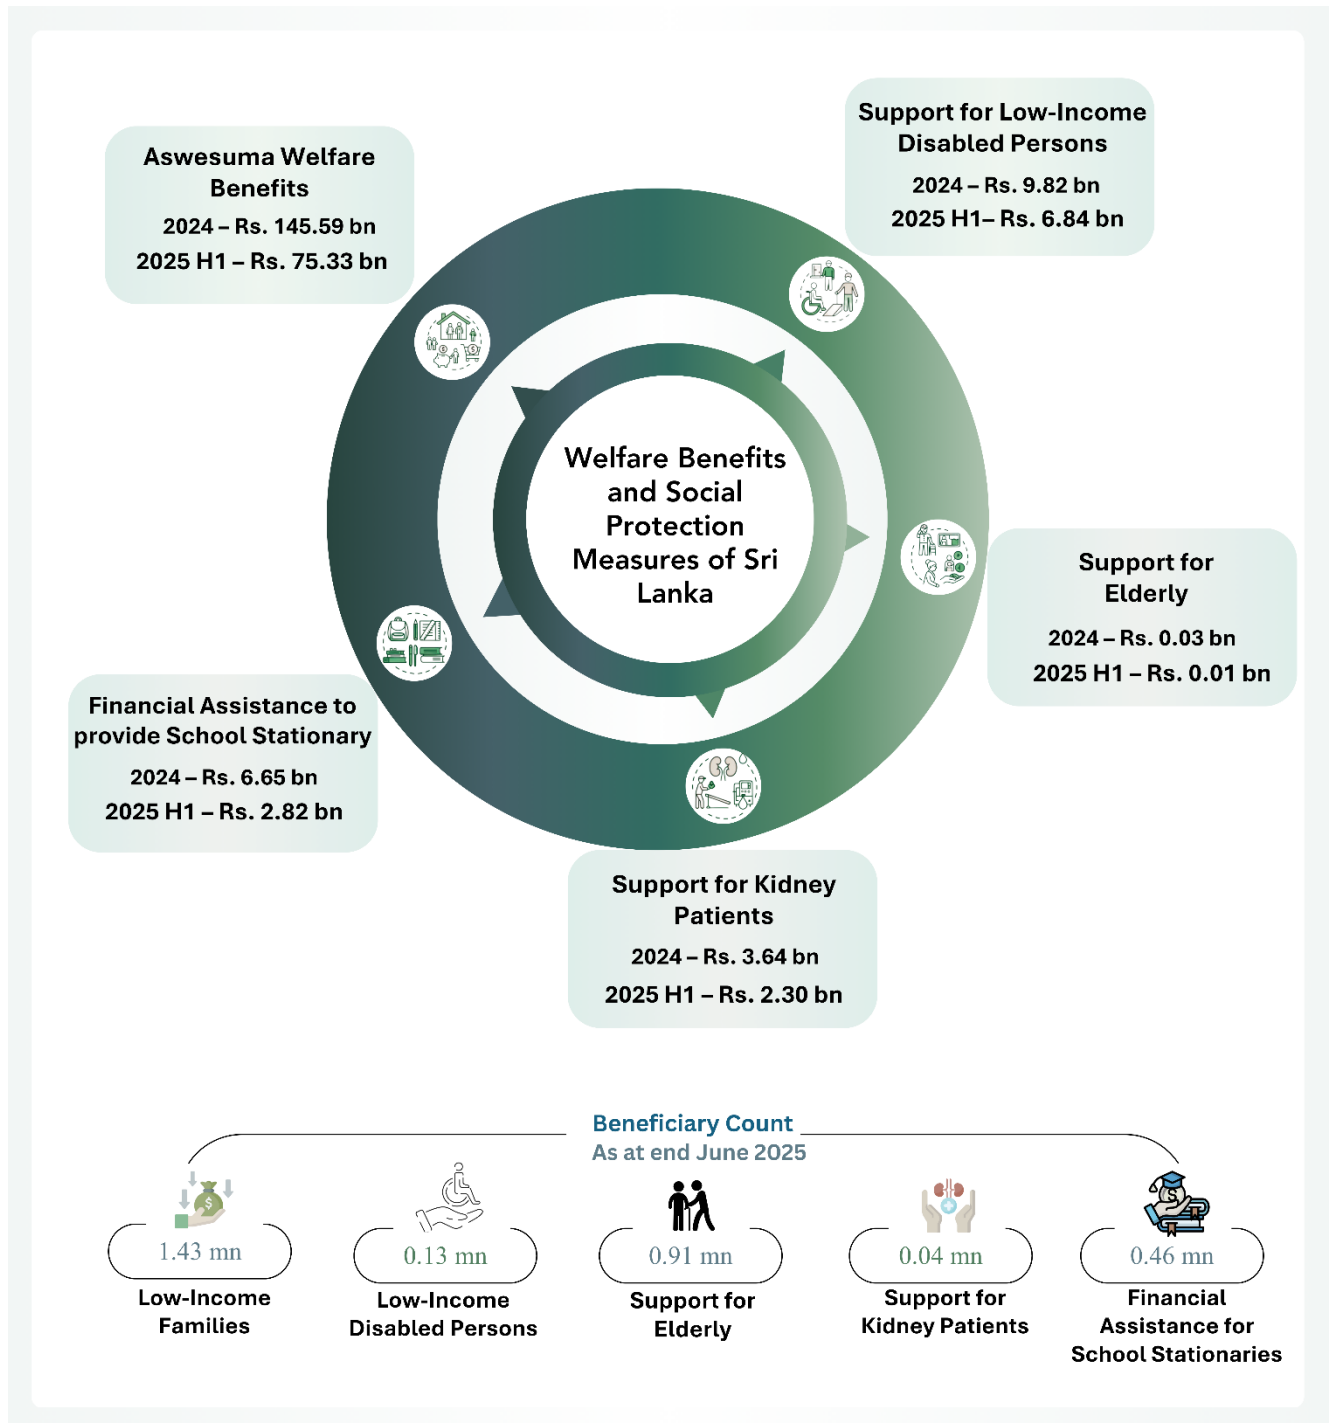 Aswesuma Welfare
Benefits
2024 – Rs. 145.59 bn
2025 H1 – Rs. 75.33 bn
Support for Low-Income
Disabled Persons
2024 – Rs. 9.82 bn
2025 H1– Rs. 6.84 bn
Welfare Benefits
and Social
Protection
Measures of Sri
Lanka
Support for
Elderly
2024 – Rs. 0.03 bn
2025 H1 – Rs. 0.01 bn
Financial Assistance to
provide School Stationary
2024 – Rs. 6.65 bn
2025 H1 – Rs. 2.82 bn
Support for Kidney
Patients
2024 – Rs. 3.64 bn
2025 H1 – Rs. 2.30 bn
Beneficiary Count
As at end June 2025
1.43 mn
Low-Income
Families
0.13 mn
Low-Income
Disabled Persons
0.91 mn
Support for
Elderly
0.04 mn
Support for
Kidney Patients
0.46 mn
Financial
Assistance for
School Stationaries